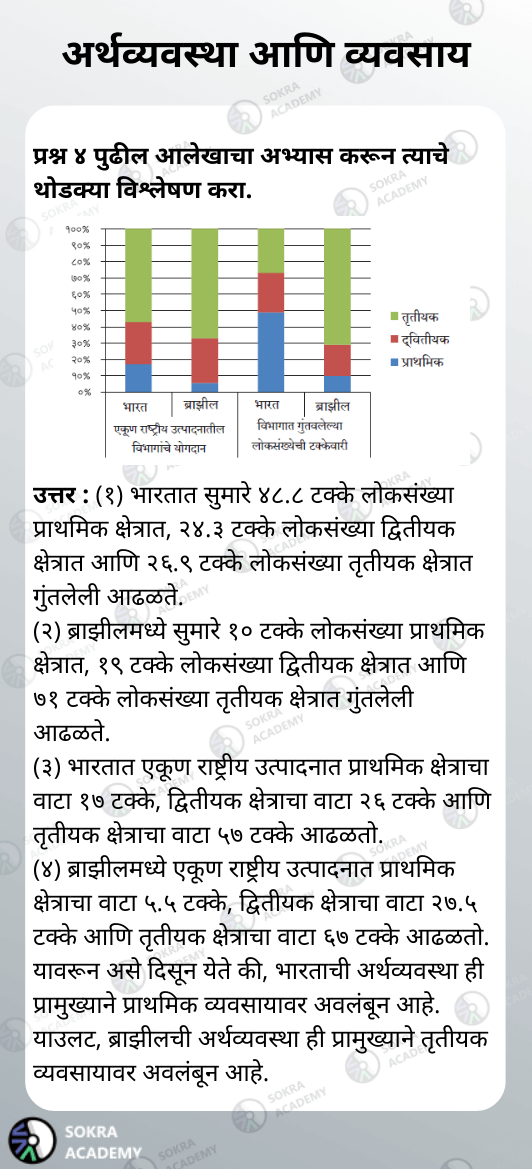 अर्थव्यवस्था आणि व्यवसाय
प्रश्न ४ पुढील आलेखाचा अभ्यास करून त्याचे
थोडक्या विश्लेषण करा.
१००%
९०%
८०%
७०%
६०%
५०%
४०%
३०%
२०%
१०%
०%
तृतीयक
द्वितीयक
प्राथमिक
भारत ब्राझील भारत ब्राझील
एकूण राष्ट्रीय उत्पादनातील
विभागांचे योगदान
विभागात गुंतवलेल्या
लोकसंख्येची टक्केवारी
उत्तर : (१) भारतात सुमारे ४८.८ टक्के लोकसंख्या
प्राथमिक क्षेत्रात, २४.३ टक्के लोकसंख्या द्वितीयक
क्षेत्रात आणि २६.९ टक्के लोकसंख्या तृतीयक क्षेत्रात
गुंतलेली आढळते.
(२) ब्राझीलमध्ये सुमारे १० टक्के लोकसंख्या प्राथमिक
क्षेत्रात, १९ टक्के लोकसंख्या द्वितीयक क्षेत्रात आणि
७१ टक्के लोकसंख्या तृतीयक क्षेत्रात गुंतलेली
आढळते.
(३) भारतात एकूण राष्ट्रीय उत्पादनात प्राथमिक क्षेत्राचा
वाटा १७ टक्के, द्वितीयक क्षेत्राचा वाटा २६ टक्के आणि
तृतीयक क्षेत्राचा वाटा ५७ टक्के आढळतो.
(४) ब्राझीलमध्ये एकूण राष्ट्रीय उत्पादनात प्राथमिक
क्षेत्राचा वाटा ५.५ टक्के, द्वितीयक क्षेत्राचा वाटा २७.५
टक्के आणि तृतीयक क्षेत्राचा वाटा ६७ टक्के आढळतो.
यावरून असे दिसून येते की, भारताची अर्थव्यवस्था ही
प्रामुख्याने प्राथमिक व्यवसायावर अवलंबून आहे.
याउलट, ब्राझीलची अर्थव्यवस्था ही प्रामुख्याने तृतीयक
व्यवसायावर अवलंबून आहे.
SOKRA
ACADEMY